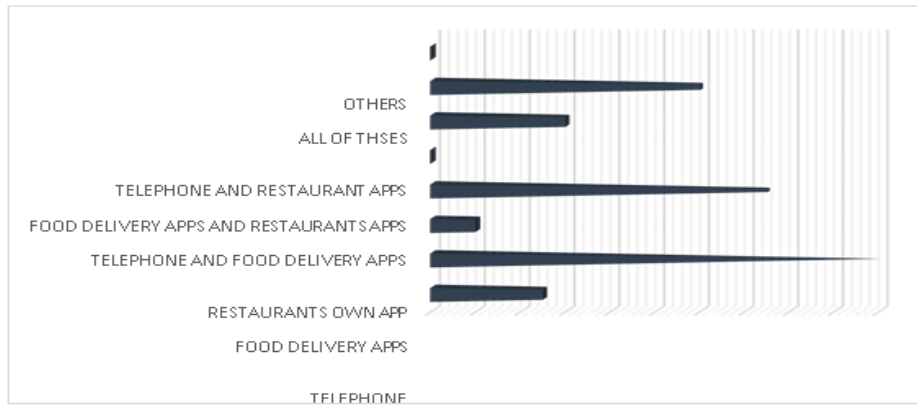 OTHERS
ALL OF THSES
TELEPHONE AND RESTAURANT APPS
FOOD DELIVERY APPS AND RESTAURANTS APPS
TELEPHONE AND FOOD DELIVERY APPS
RESTAURANTS OWN APP
FOOD DELIVERY APPS
TELEPHONE